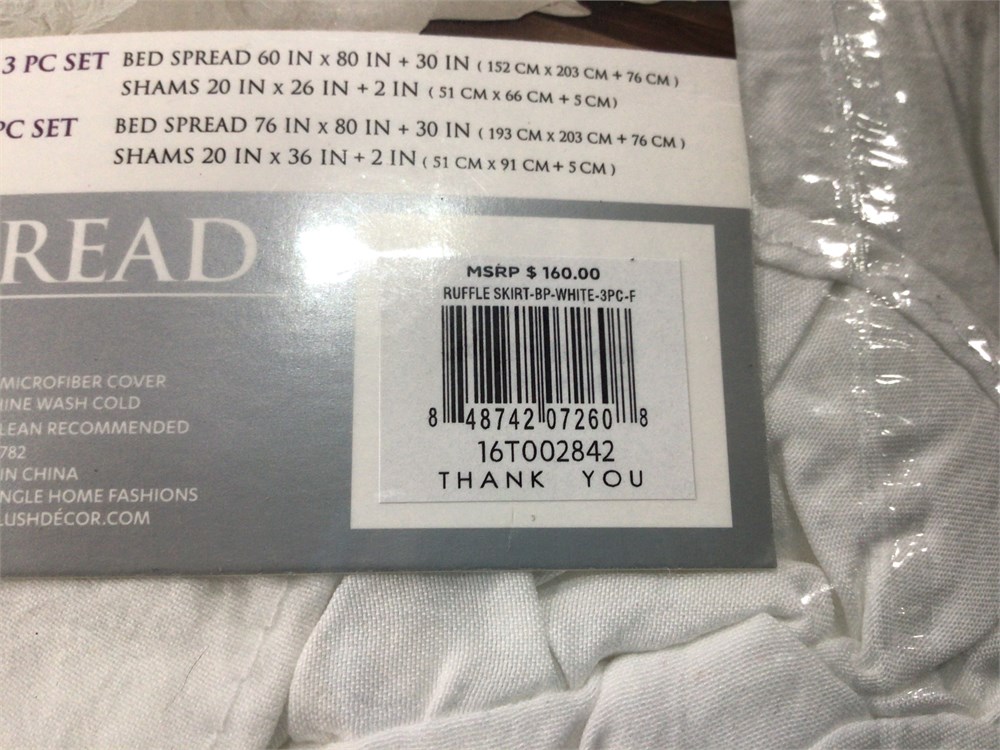 3 PC SET BED SPREAD 60 IN x 80 IN + 30 IN ( 152 CM x 203 CM + 76 CM )
SHAMS 20 IN x 26 IN + 2 IN ( 51 CM X 66 CM + 5 CM)
PC SET BED SPREAD 76 IN x 80 IN + 30 IN ( 193 CM X 203 CM + 76 CM )
SHAMS 20 IN x 36 IN + 2 IN ( 51 CM X 91 CM + 5 CM )
READ
MSRP $ 160.00
RUFFLE SKIRT-BP-WHITE-3PC-F
8 48742 07260 8
16T002842
THANK YOU
MICROFIBER COVER
INE WASH COLD
LEAN RECOMMENDED
782
IN CHINA
NGLE HOME FASHIONS
LUSHDÉCOR.COM